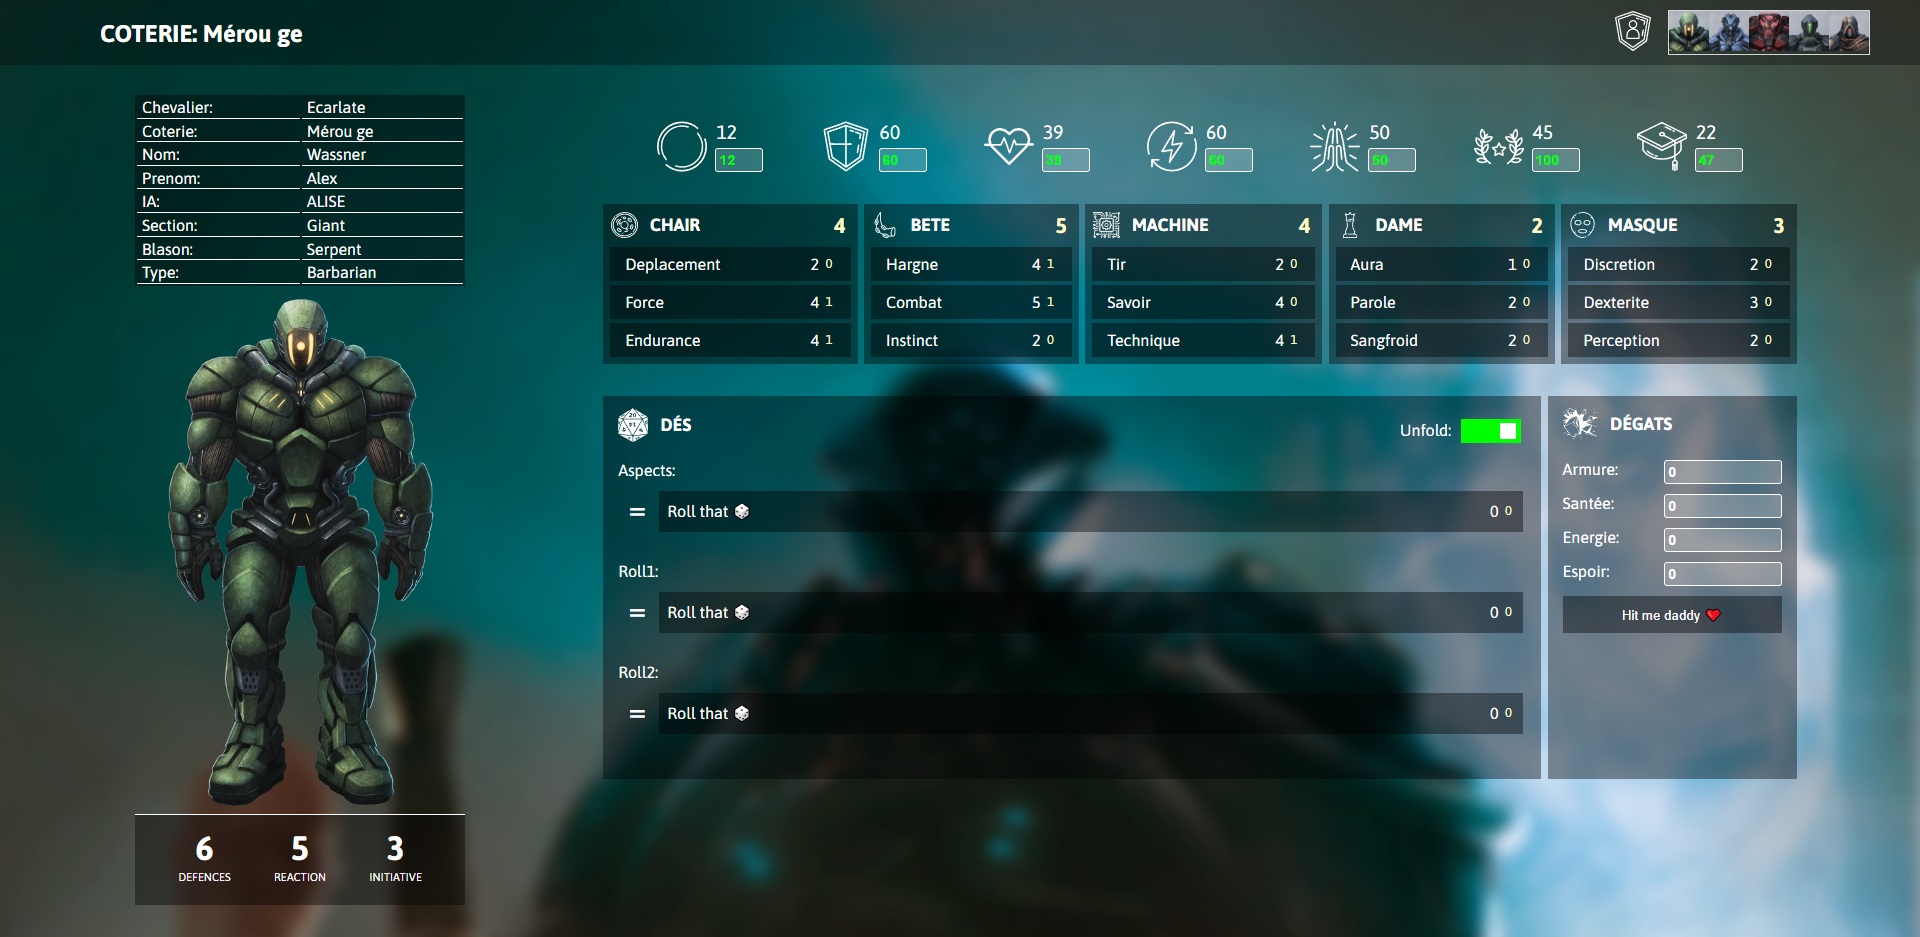 COTERIE: Mérou ge
Chevalier: Ecarlate
Coterie: Mérou ge
Nom: Wassner
Prenom: Alex
IA: ALISE
Section: Giant
Blason: Serpent
Type: Barbarian
6 5 3
DEFENCES REACTION INITIATIVE
12 60 39 60 50 45 22
12 60 39 60 50 100 47
CHAIR 4
Deplacement 2 0
Force 4 1
Endurance 4 1
BETE 5
Hargne 4 1
Combat 5 1
Instinct 2 0
MACHINE 4
Tir 2 0
Savoir 4 0
Technique 4 1
DAME 2
Aura 1 0
Parole 2 0
Sangfroid 2 0
MASQUE 3
Discretion 2 0
Dexterite 3 0
Perception 2 0
DÉS
Unfold:
Aspects:
= Roll that 🎲 0 0
Roll1:
= Roll that 🎲 0 0
Roll2:
= Roll that 🎲 0 0
DÉGATS
Armure: 0
Santée: 0
Energie: 0
Espoir: 0
Hit me daddy ❤️